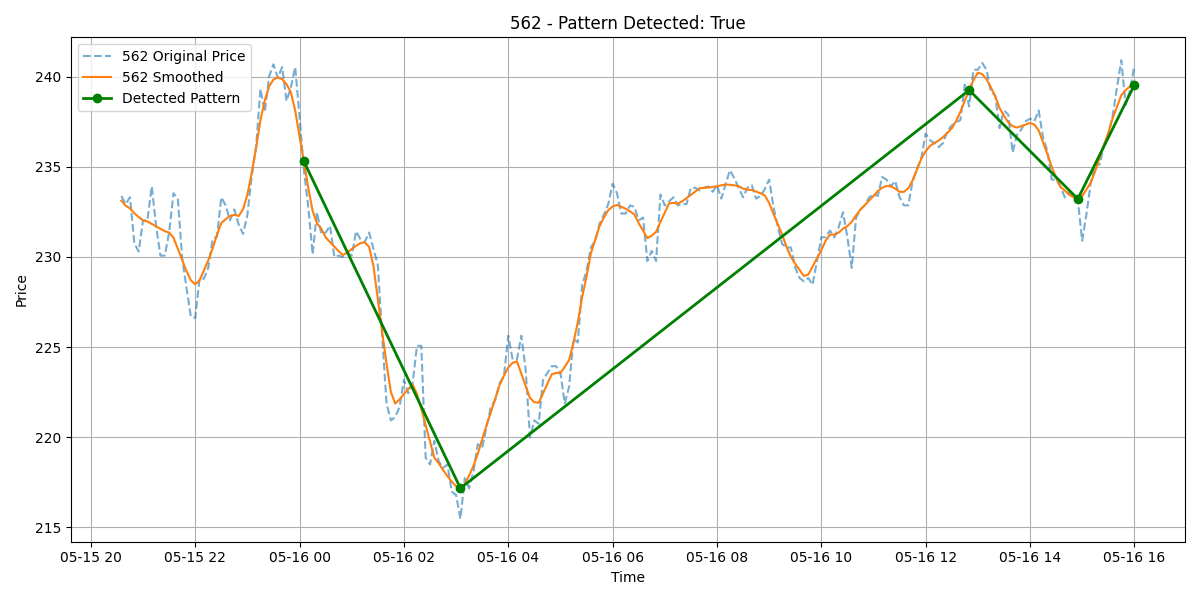 562 - Pattern Detected: True
562 Original Price
562 Smoothed
Detected Pattern
Price
240
235
230
225
220
215
05-15 20 05-15 22 05-16 00 05-16 02 05-16 04 05-16 06 05-16 08 05-16 10 05-16 12 05-16 14 05-16 16
Time